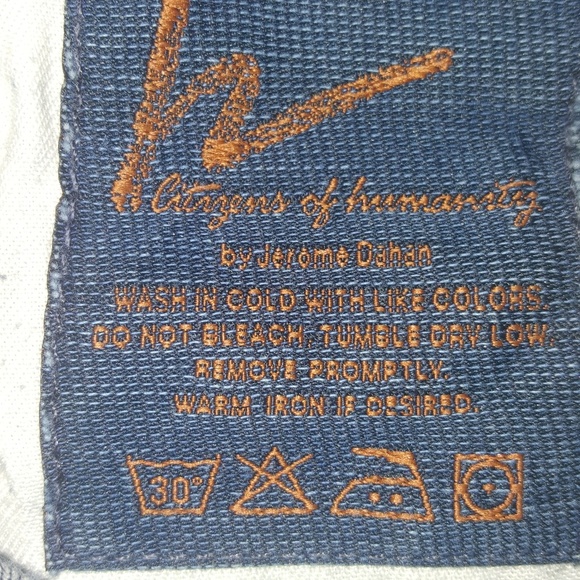 h
Citizens of humanity
by Jerome Dahan
WASH IN COLD WITH LIKE COLORS.
DO NOT BLEACH. TUMBLE DRY LOW.
REMOVE PROMPTLY.
WARM IRON IF DESIRED.
30°